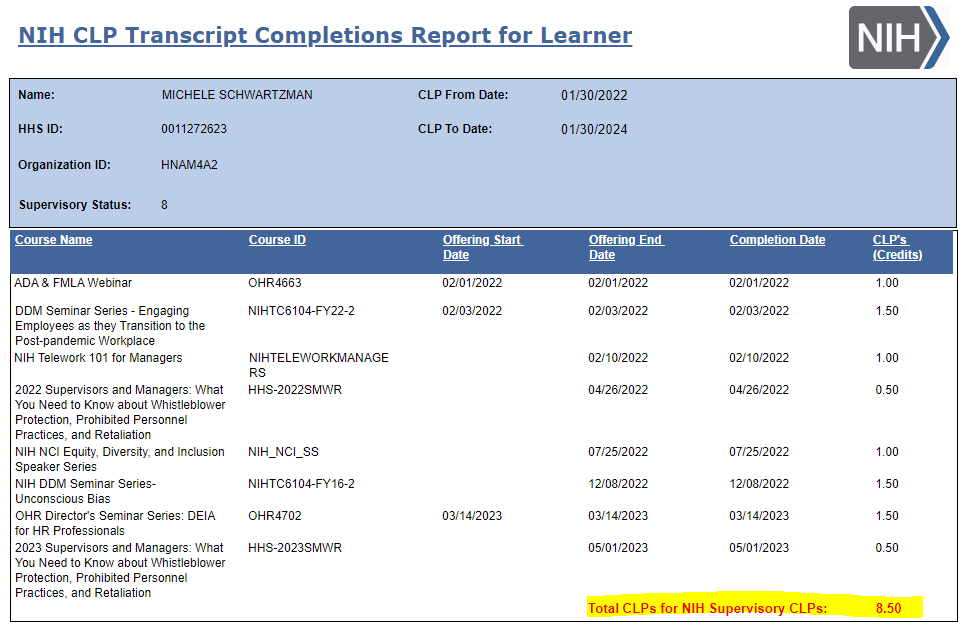 NIH CLP Transcript Completions Report for Learner
NIH
Name: MICHELE SCHWARTZMAN CLP From Date: 01/30/2022
HHS ID: 0011272623 CLP To Date: 01/30/2024
Organization ID: HNAM4A2
Supervisory Status: 8
Course Name Course ID Offering Start Offering End Completion Date CLP's
Date Date (Credits)
ADA & FMLA Webinar OHR4663 02/01/2022 02/01/2022 02/01/2022 1.00
DDM Seminar Series - Engaging NIHTC6104-FY22-2 02/03/2022 02/03/2022 02/03/2022 1.50
Employees as they Transition to the
Post-pandemic Workplace
NIH Telework 101 for Managers NIHTELEWORKMANAGE 02/10/2022 02/10/2022 1.00
RS
2022 Supervisors and Managers: What HHS-2022SMWR 04/26/2022 04/26/2022 0.50
You Need to Know about Whistleblower
Protection, Prohibited Personnel
Practices, and Retaliation
NIH NCI Equity, Diversity, and Inclusion NIH_NCI_SS 07/25/2022 07/25/2022 1.00
Speaker Series
NIH DDM Seminar Series- NIHTC6104-FY16-2 12/08/2022 12/08/2022 1.50
Unconscious Bias
OHR Director's Seminar Series: DEIA OHR4702 03/14/2023 03/14/2023 03/14/2023 1.50
for HR Professionals
2023 Supervisors and Managers: What HHS-2023SMWR 05/01/2023 05/01/2023 0.50
You Need to Know about Whistleblower
Protection, Prohibited Personnel
Practices, and Retaliation
Total CLPs for NIH Supervisory CLPs: 8.50